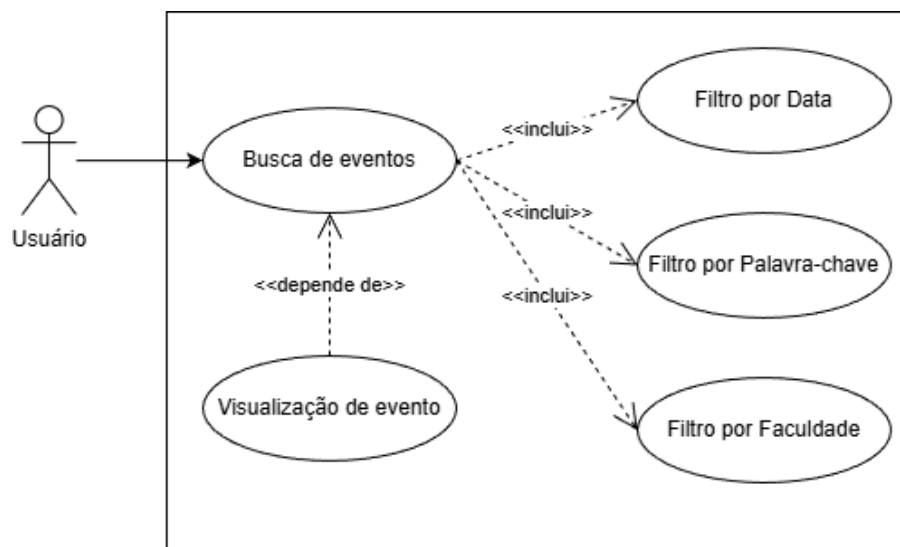 Filtro por Data
<<inclui>>
Busca de eventos
Usuário
<<inclui>>
Filtro por Palavra-chave
<<depende de>>
<<inclui>>
Visualização de evento
Filtro por Faculdade